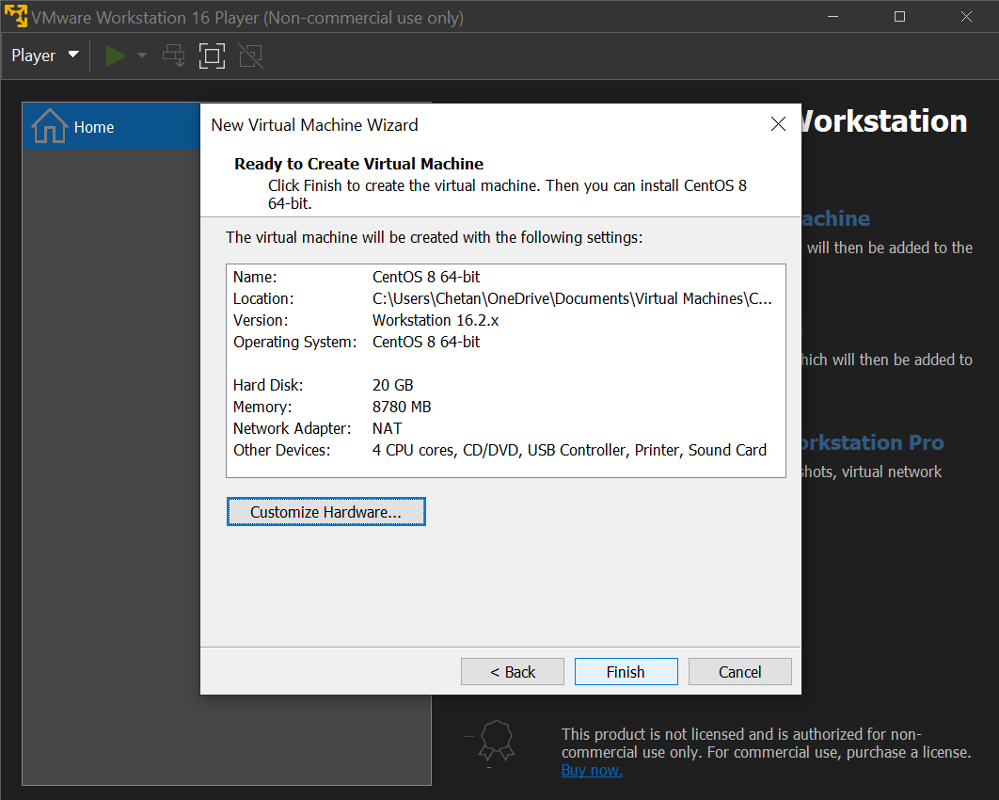 VMware Workstation 16 Player (Non-commercial use only)
Player
Home
New Virtual Machine Wizard
Ready to Create Virtual Machine
Click Finish to create the virtual machine. Then you can install CentOS 8
64-bit.
The virtual machine will be created with the following settings:
Name: CentOS 8 64-bit
Location: C:\Users\Chetan\OneDrive\Documents\Virtual Machines\C...
Version: Workstation 16.2.x
Operating System: CentOS 8 64-bit
Hard Disk: 20 GB
Memory: 8780 MB
Network Adapter: NAT
Other Devices: 4 CPU cores, CD/DVD, USB Controller, Printer, Sound Card
Customize Hardware...
< Back
Finish
Cancel
Workstation
achine
will then be added to the
hich will then be added to
orkstation Pro
shots, virtual network
This product is not licensed and is authorized for non-
commercial use only. For commercial use, purchase a license.
Buy now.